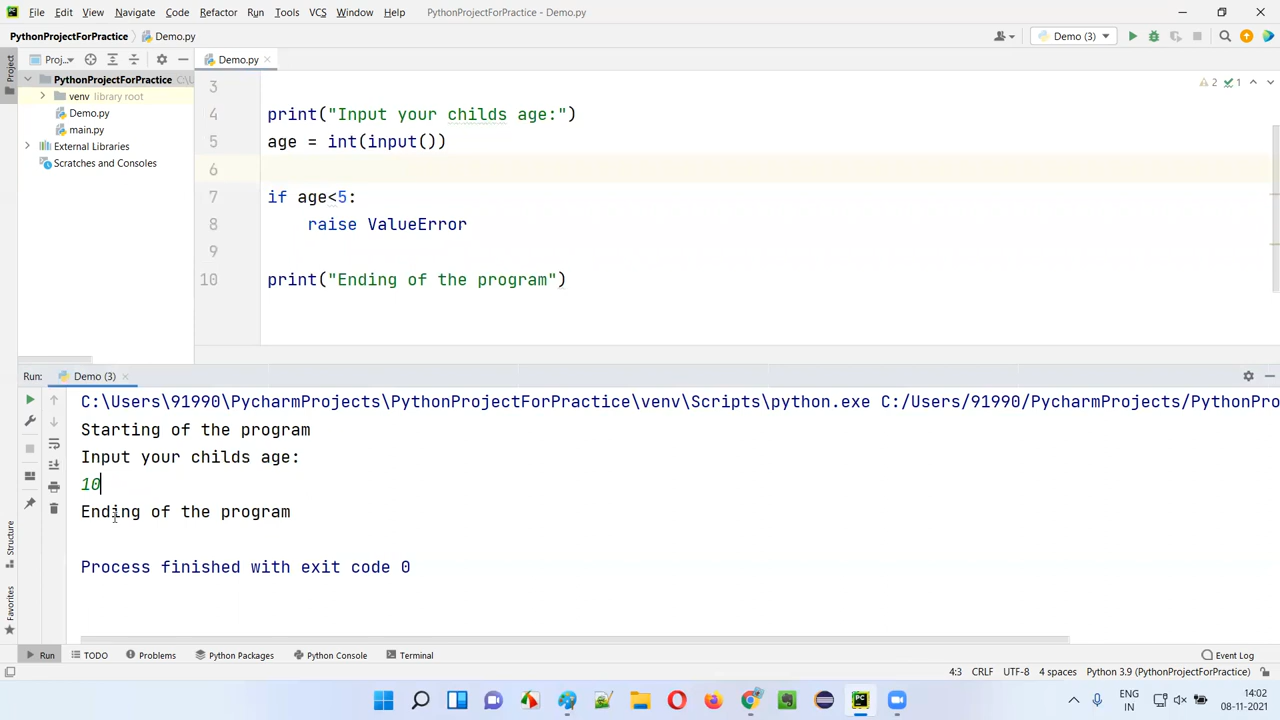 File Edit View Navigate Code Refactor Run Tools VCS Window Help PythonProjectForPractice - Demo.py
PythonProjectForPractice Demo.py
Demo (3)
Project
Proj...
Demo.py
PythonProjectForPractice C:\U
venv library root
Demo.py
main.py
External Libraries
Scratches and Consoles
2 1
3
4 print("Input your childs age:")
5 age = int(input())
6
7 if age<5:
8 raise ValueError
9
10 print("Ending of the program")
Run: Demo (3)
C:\Users\91990\PycharmProjects\PythonProjectForPractice\venv\Scripts\python.exe C:/Users/91990/PycharmProjects/PythonPro
Starting of the program
Input your childs age:
10
Ending of the program
Process finished with exit code 0
Structure
Favorites
Run TODO Problems Python Packages Python Console Terminal Event Log
4:3 CRLF UTF-8 4 spaces Python 3.9 (PythonProjectForPractice)
ENG
IN
14:02
08-11-2021